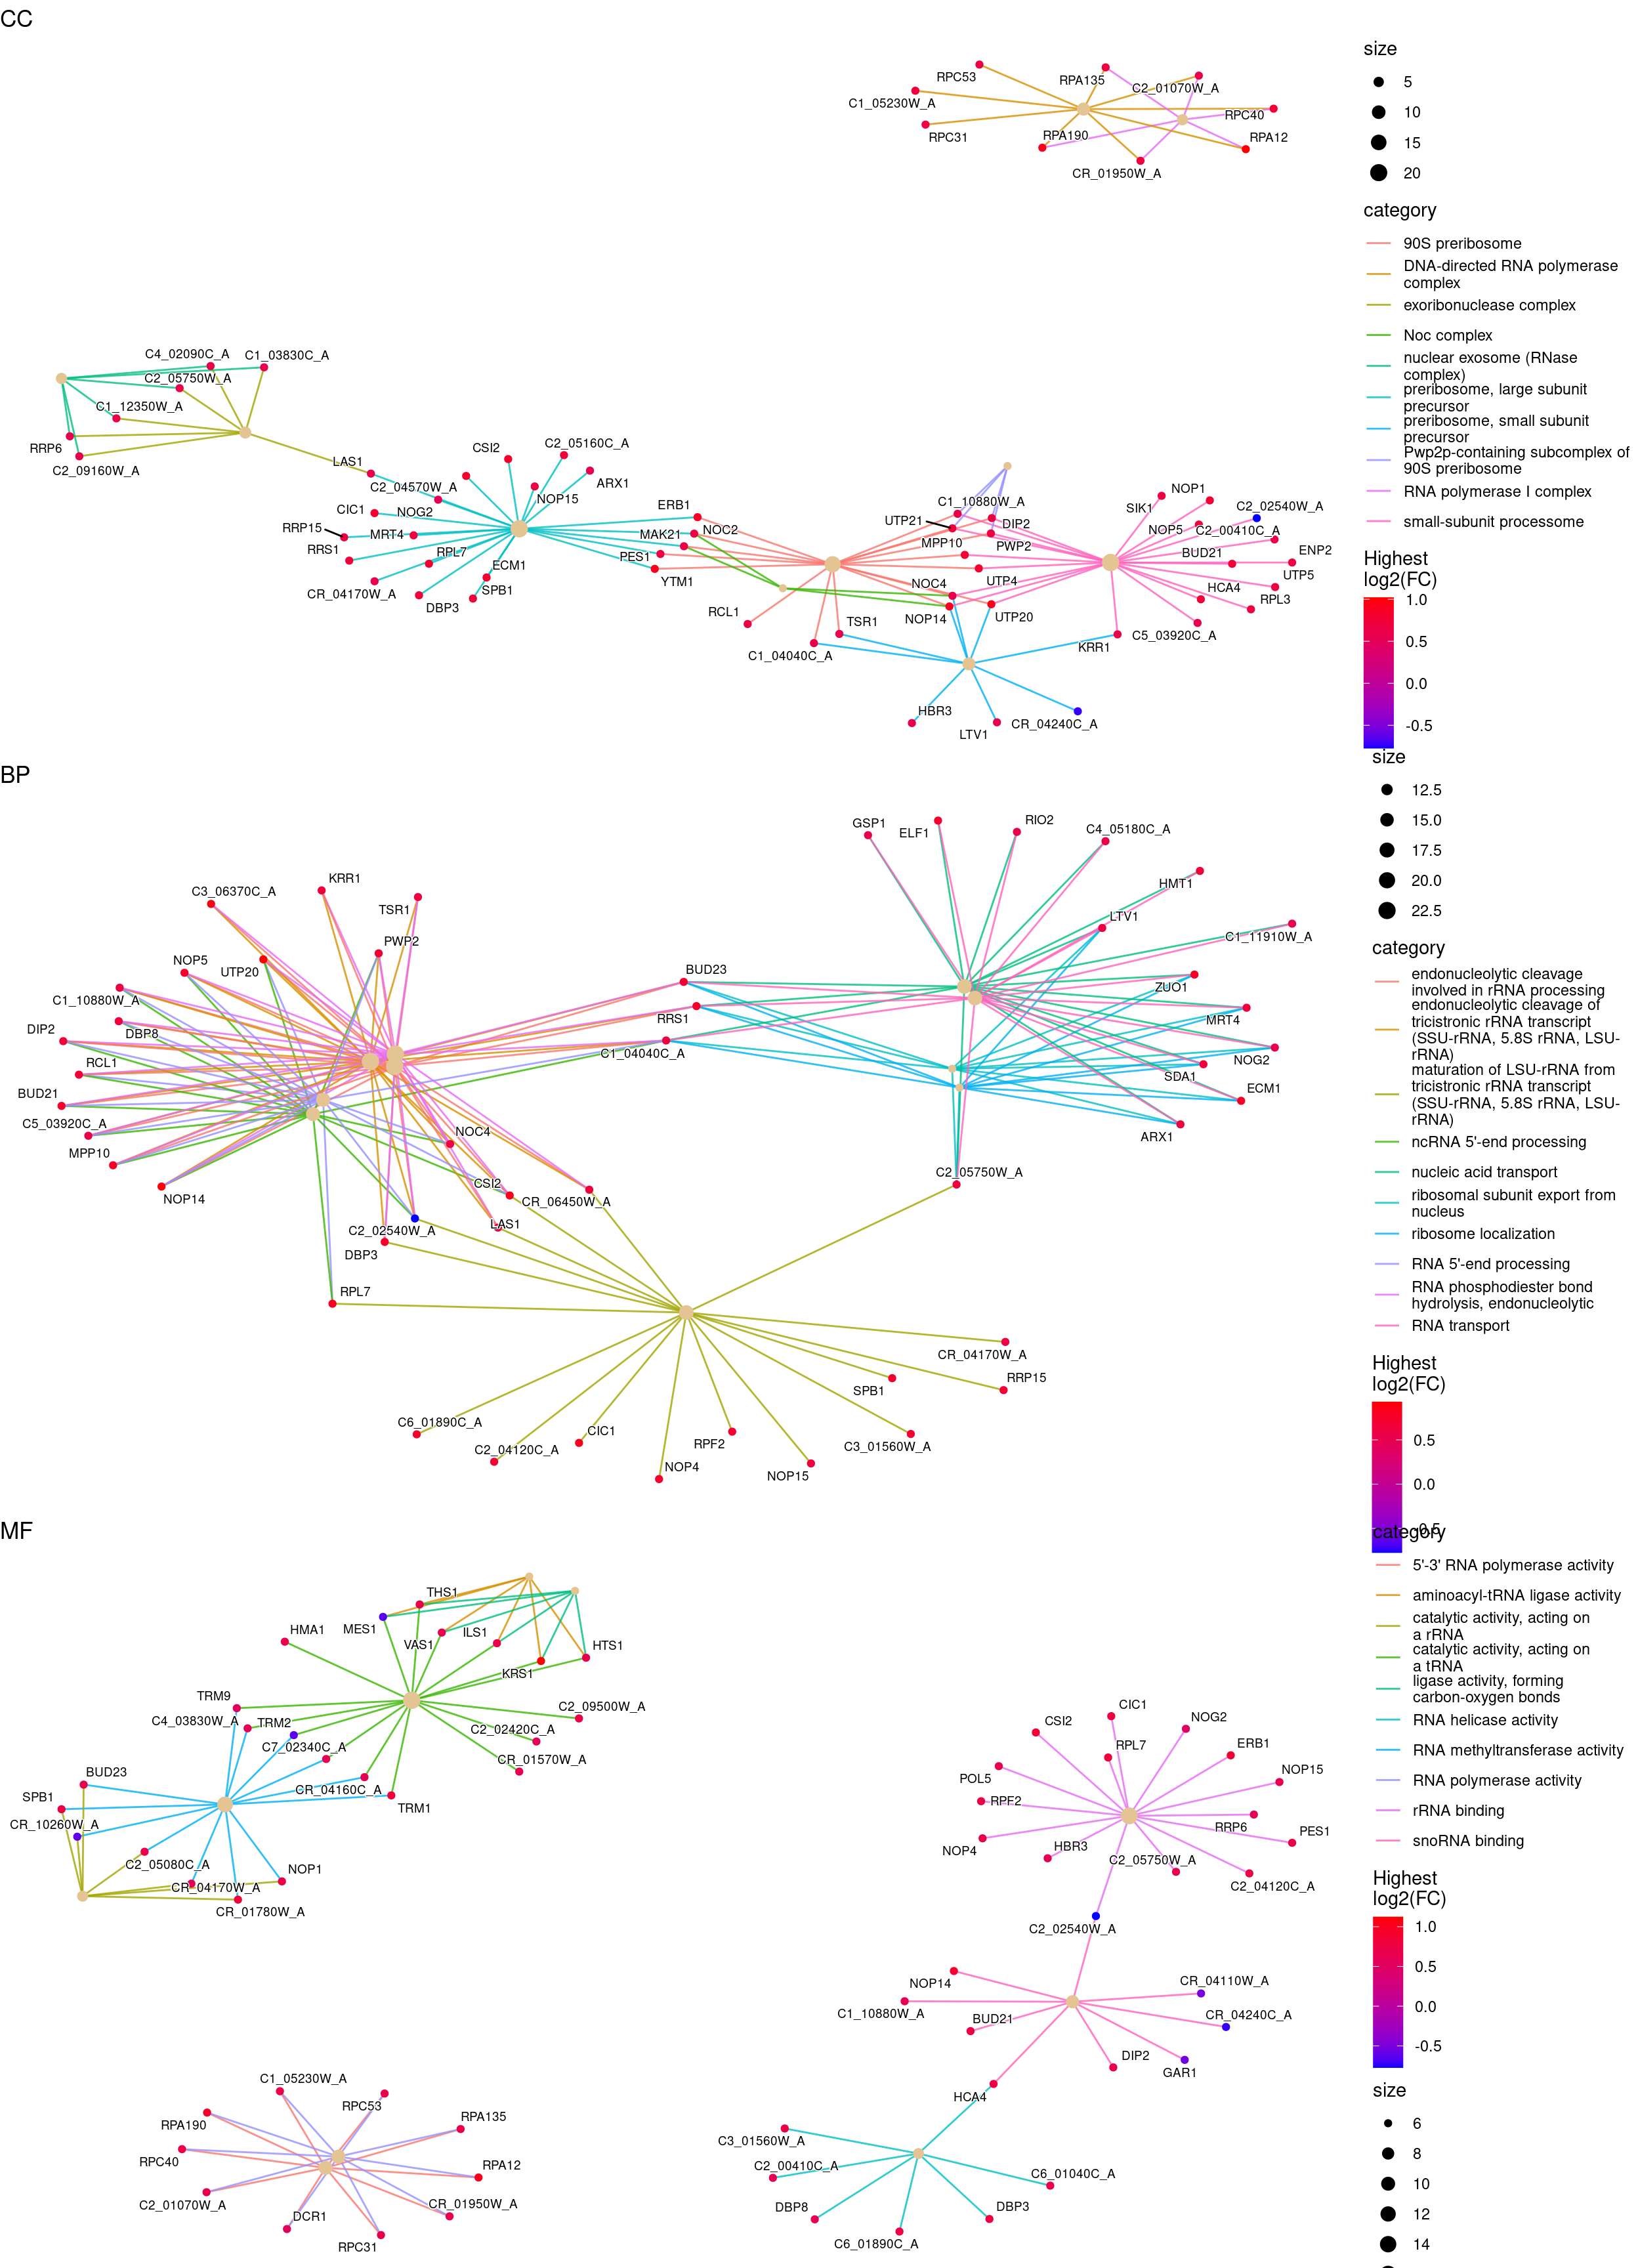 CC
RPC53
RPA135
C2_01070W_A
C1_05230W_A
RPC40
RPC31
RPA190
RPA12
CR_01950W_A
C4_02090C_A
C1_03830C_A
C2_05750W_A
C1_12350W_A
RRP6
C2_09160W_A
LAS1
CSI2
C2_05160C_A
C2_04570W_A
ARX1
NOP15
CIC1
NOG2
ERB1
RRP15
MRT4
MAK21
NOC2
RRS1
RPL7
PES1
ECM1
YTM1
CR_04170W_A
SPB1
DBP3
RCL1
TSR1
C1_04040C_A
C1_10880W_A
UTP21
DIP2
MPP10
PWP2
UTP4
NOC4
NOP14
UTP20
KRR1
HBR3
LTV1
CR_04240C_A
SIK1
NOP1
C2_02540W_A
NOP5
C2_00410C_A
BUD21
ENP2
UTP5
HCA4
RPL3
C5_03920C_A
size
5
10
15
20
category
90S preribosome
DNA-directed RNA polymerase
complex
exoribonuclease complex
Noc complex
nuclear exosome (RNase
complex)
preribosome, large subunit
precursor
preribosome, small subunit
precursor
Pwp2p-containing subcomplex of
90S preribosome
RNA polymerase I complex
small-subunit processome
Highest
log2(FC)
1.0
0.5
0.0
-0.5
BP
GSP1
ELF1
RIO2
C4_05180C_A
HMT1
LTV1
C1_11910W_A
ZUO1
MRT4
NOG2
SDA1
ECM1
ARX1
C2_05750W_A
BUD23
RRS1
C1_04040C_A
C3_06370C_A
KRR1
TSR1
PWP2
NOP5
UTP20
C1_10880W_A
DIP2
DBP8
RCL1
BUD21
C5_03920C_A
MPP10
NOP14
NOC4
CSI2
CR_06450W_A
C2_02540W_A
LAS1
DBP3
RPL7
CR_04170W_A
RRP15
SPB1
C6_01890C_A
C2_04120C_A
CIC1
NOP4
RPF2
NOP15
C3_01560W_A
size
12.5
15.0
17.5
20.0
22.5
category
endonucleolytic cleavage
involved in rRNA processing
endonucleolytic cleavage of
tricistronic rRNA transcript
(SSU-rRNA, 5.8S rRNA, LSU-
rRNA)
maturation of LSU-rRNA from
tricistronic rRNA transcript
(SSU-rRNA, 5.8S rRNA, LSU-
rRNA)
ncRNA 5'-end processing
nucleic acid transport
ribosomal subunit export from
nucleus
ribosome localization
RNA 5'-end processing
RNA phosphodiester bond
hydrolysis, endonucleolytic
RNA transport
Highest
log2(FC)
0.5
0.0
-0.5
MF
THS1
MES1
VAS1
ILS1
HMA1
HTS1
KRS1
TRM9
C4_03830W_A
TRM2
C2_09500W_A
C2_02420C_A
C7_02340C_A
CR_01570W_A
CR_04160C_A
TRM1
BUD23
SPB1
CR_10260W_A
C2_05080C_A
NOP1
CR_04170W_A
CR_01780W_A
CIC1
CSI2
NOG2
RPL7
ERB1
POL5
NOP15
RPF2
RRP6
PES1
NOP4
HBR3
C2_05750W_A
C2_04120C_A
C2_02540W_A
NOP14
CR_04110W_A
C1_10880W_A
BUD21
CR_04240C_A
DIP2
GAR1
HCA4
C3_01560W_A
C2_00410C_A
C6_01040C_A
DBP8
DBP3
C6_01890C_A
C1_05230W_A
RPC53
RPA190
RPA135
RPC40
RPA12
C2_01070W_A
CR_01950W_A
DCR1
RPC31
category
5'-3' RNA polymerase activity
aminoacyl-tRNA ligase activity
catalytic activity, acting on
a rRNA
catalytic activity, acting on
a tRNA
ligase activity, forming
carbon-oxygen bonds
RNA helicase activity
RNA methyltransferase activity
RNA polymerase activity
rRNA binding
snoRNA binding
Highest
log2(FC)
1.0
0.5
0.0
-0.5
size
6
8
10
12
14